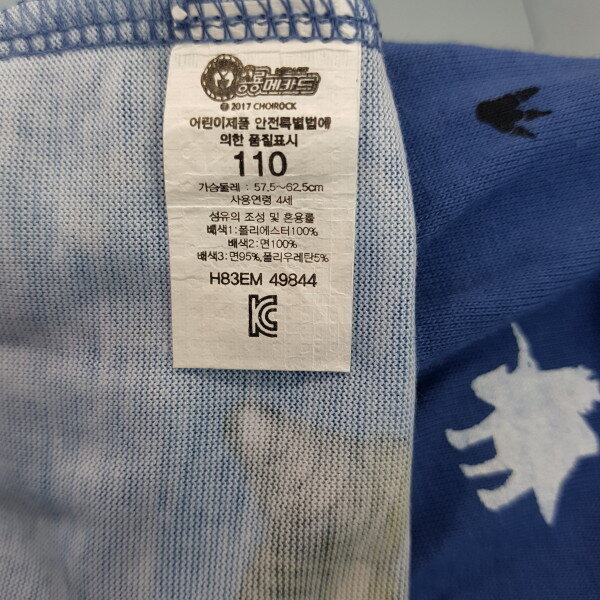 공룡메카드
© 2017 CHOIROCK
어린이제품 안전특별법에
의한 품질표시
110
가슴둘레 : 57.5~62.5cm
사용연령 4세
섬유의 조성 및 혼용률
배색1:폴리에스터100%
배색2:면100%
배색3:면95%,폴리우레탄5%
H83EM 49844